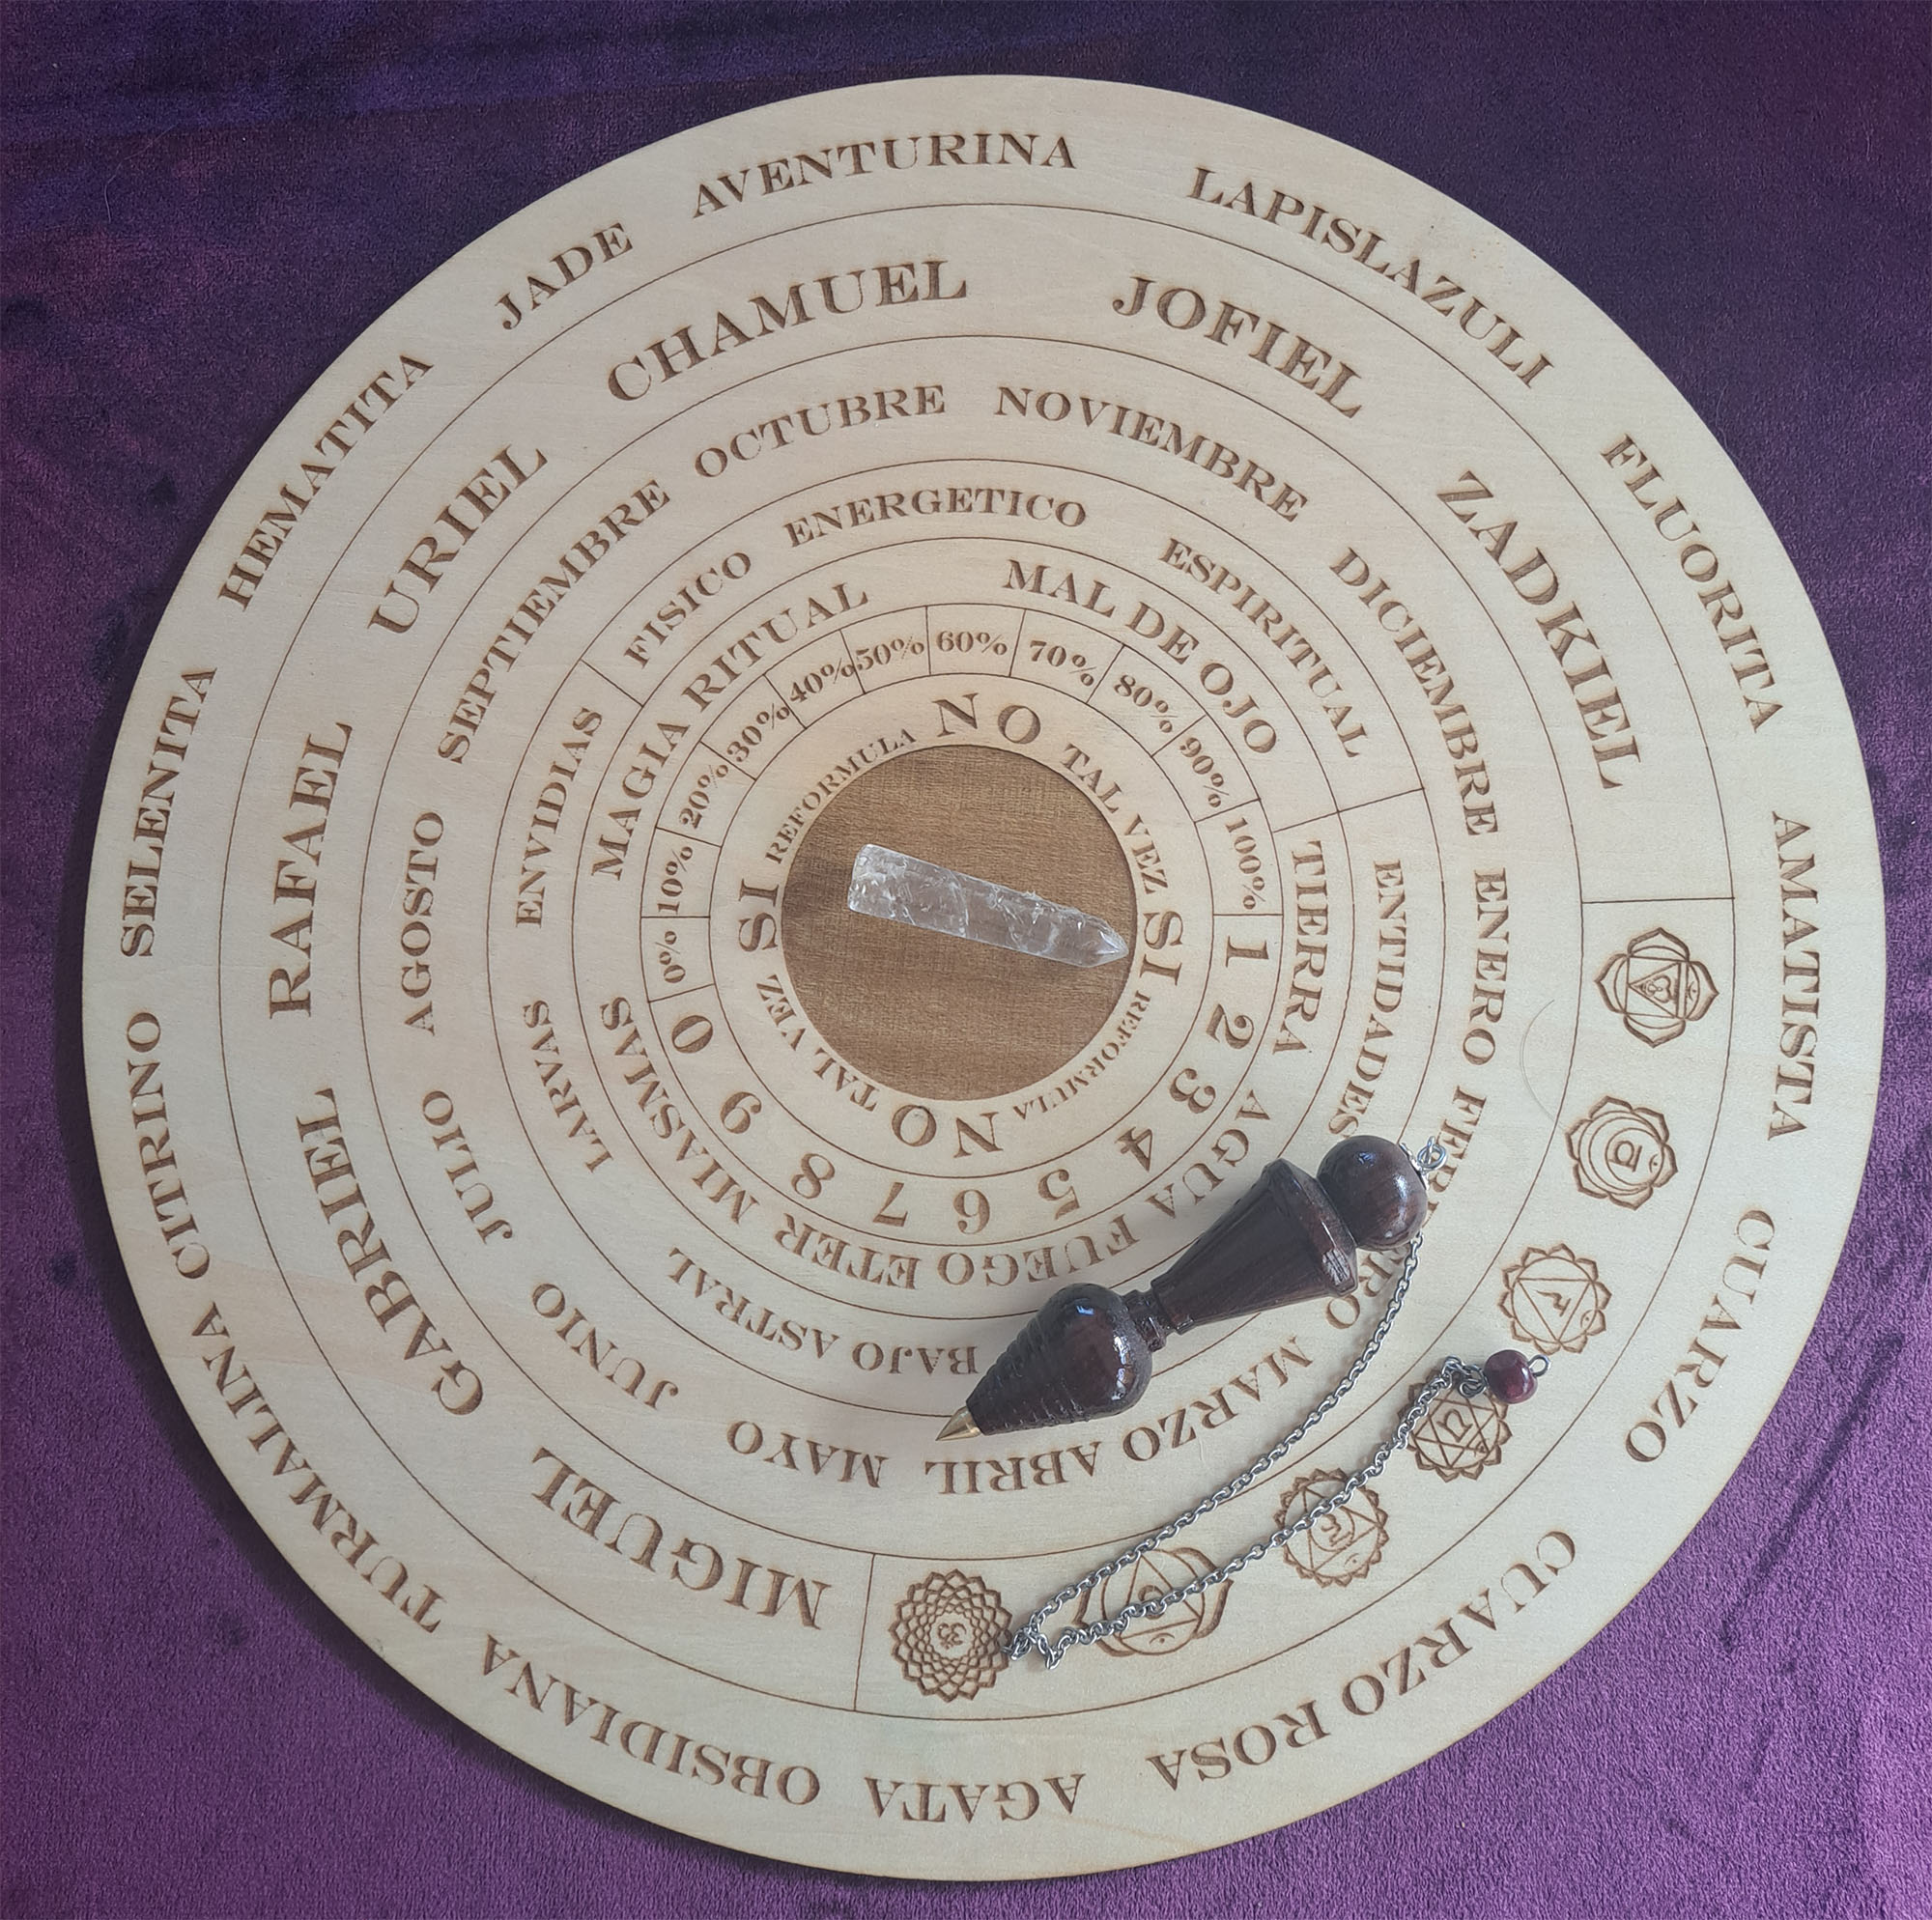 AMATISTA CUARZO CUARZO ROSA AGATA OBSIDIANA TURMALINA CITRINO SELENITA HEMATITA JADE AVENTURINA LAPISLAZULI FLUORITA
MIGUEL GABRIEL RAFAEL URIEL CHAMUEL JOFIEL ZADKIEL
ENERO MARZO ABRIL MAYO JUNIO JULIO AGOSTO SEPTIEMBRE OCTUBRE NOVIEMBRE DICIEMBRE
ENTIDADES BAJO ASTRAL LARVAS ENVIDIAS
FISICO ENERGETICO ESPIRITUAL
TIERRA AGUA FUEGO ETER MIASMAS MAGIA RITUAL MAL DE OJO
0% 10% 20% 30% 40% 50% 60% 70% 80% 90% 100%
1 2 3 4 5 6 7 8 9 0
SI REFORMULA NO TAL VEZ SI REFORMULA NO TAL VEZ